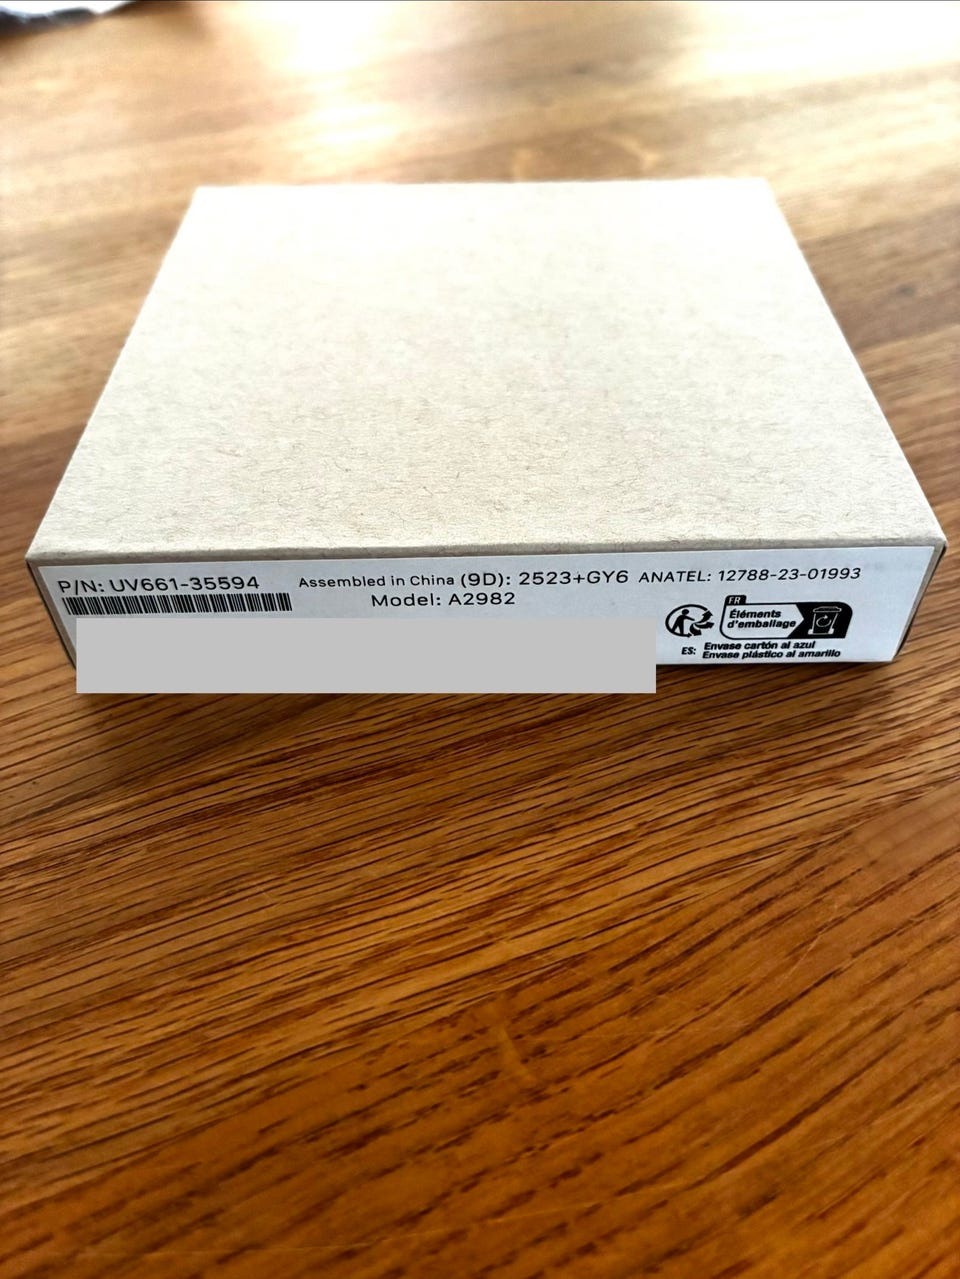 P/N: UV661-35594
Assembled in China (9D): 2523+GY6 ANATEL: 12788-23-01993
Model: A2982
FR
Éléments
d'emballage
ES: Envase cartón al azul
Envase plástico al amarillo